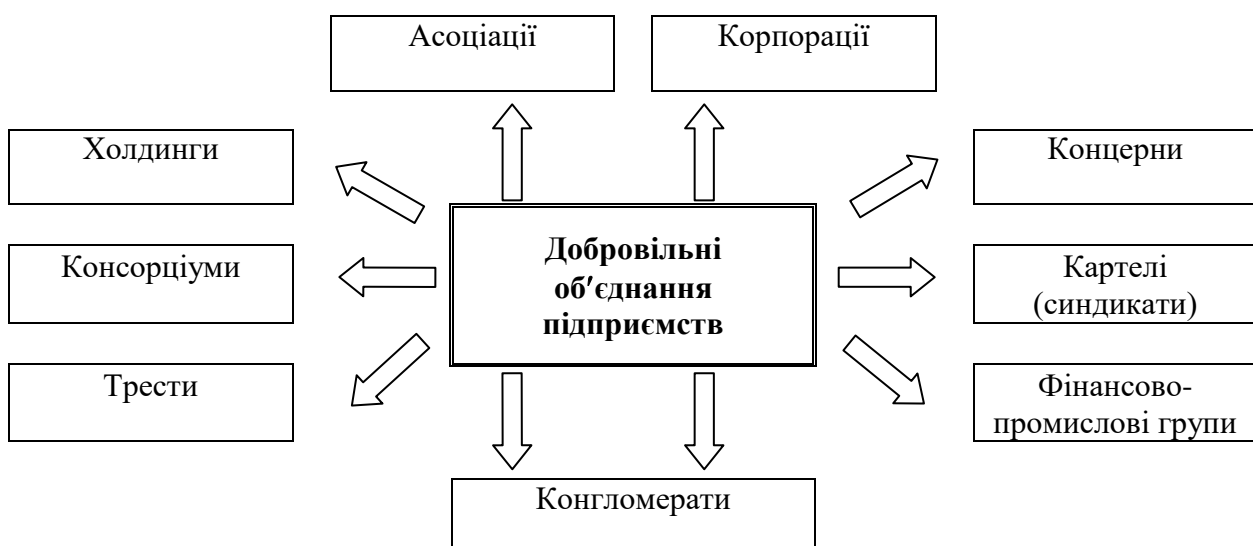 Асоціації
Корпорації
Холдинги
Концерни
Добровільні
об′єднання
підприємств
Консорціуми
Картелі
(синдикати)
Трести
Фінансово-
промислові групи
Конгломерати